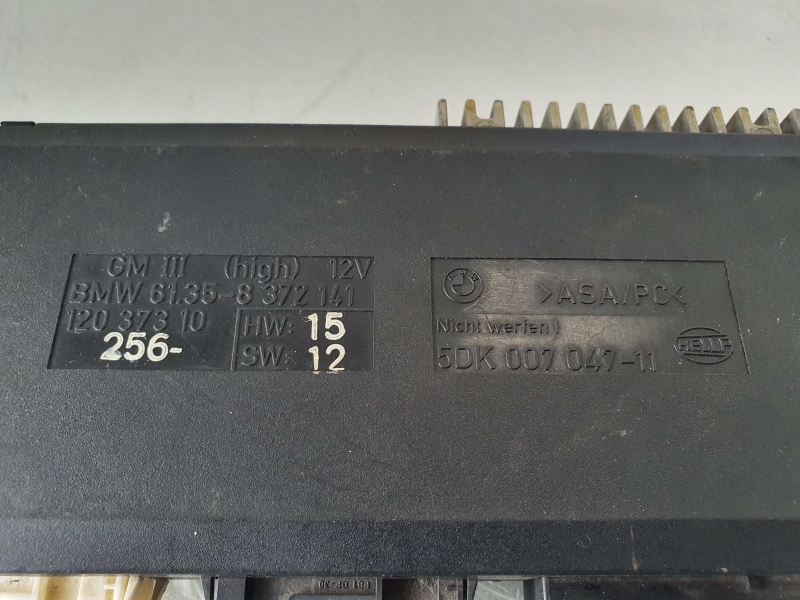 GM III (high) 12V
BMW 61.35-8 372 141
120 373 10
HW: 15
256-
SW: 12
BMW
>ASA/PC<
Nicht werfen!
5DK 007 047-11
HELLA